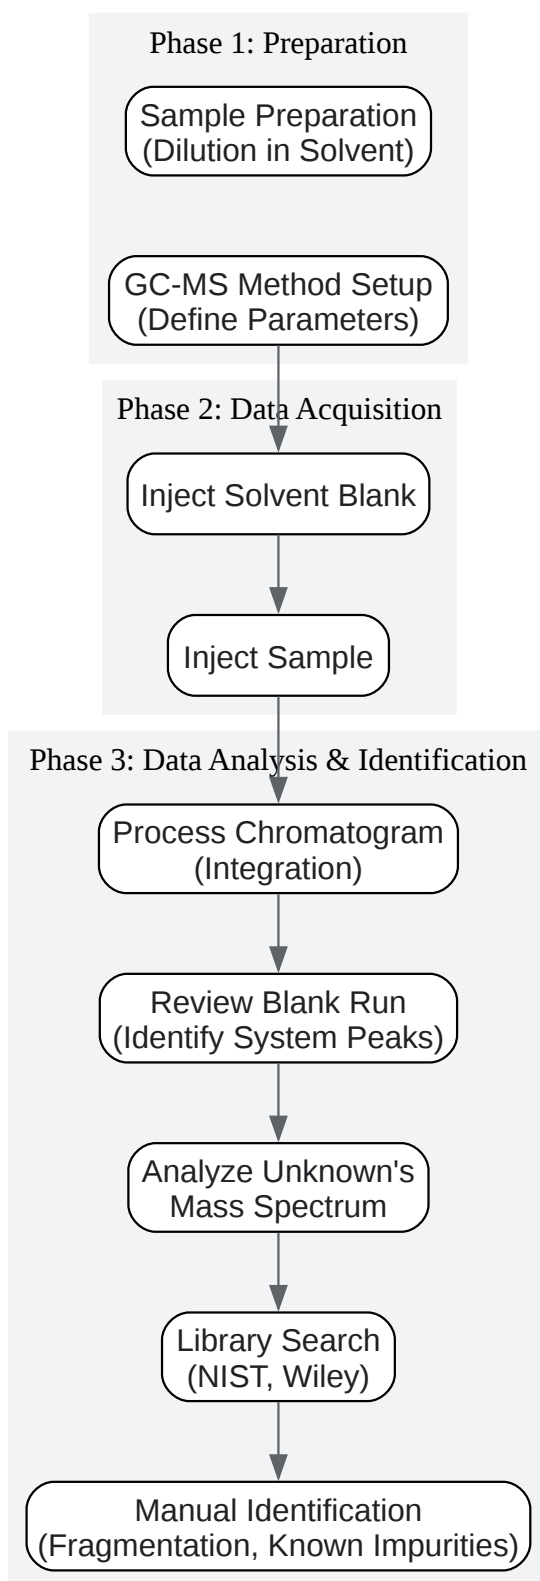 Phase 1: Preparation
Sample Preparation
(Dilution in Solvent)
GC-MS Method Setup
(Define Parameters)
Phase 2: Data Acquisition
Inject Solvent Blank
Inject Sample
Phase 3: Data Analysis & Identification
Process Chromatogram
(Integration)
Review Blank Run
(Identify System Peaks)
Analyze Unknown's
Mass Spectrum
Library Search
(NIST, Wiley)
Manual Identification
(Fragmentation, Known Impurities)